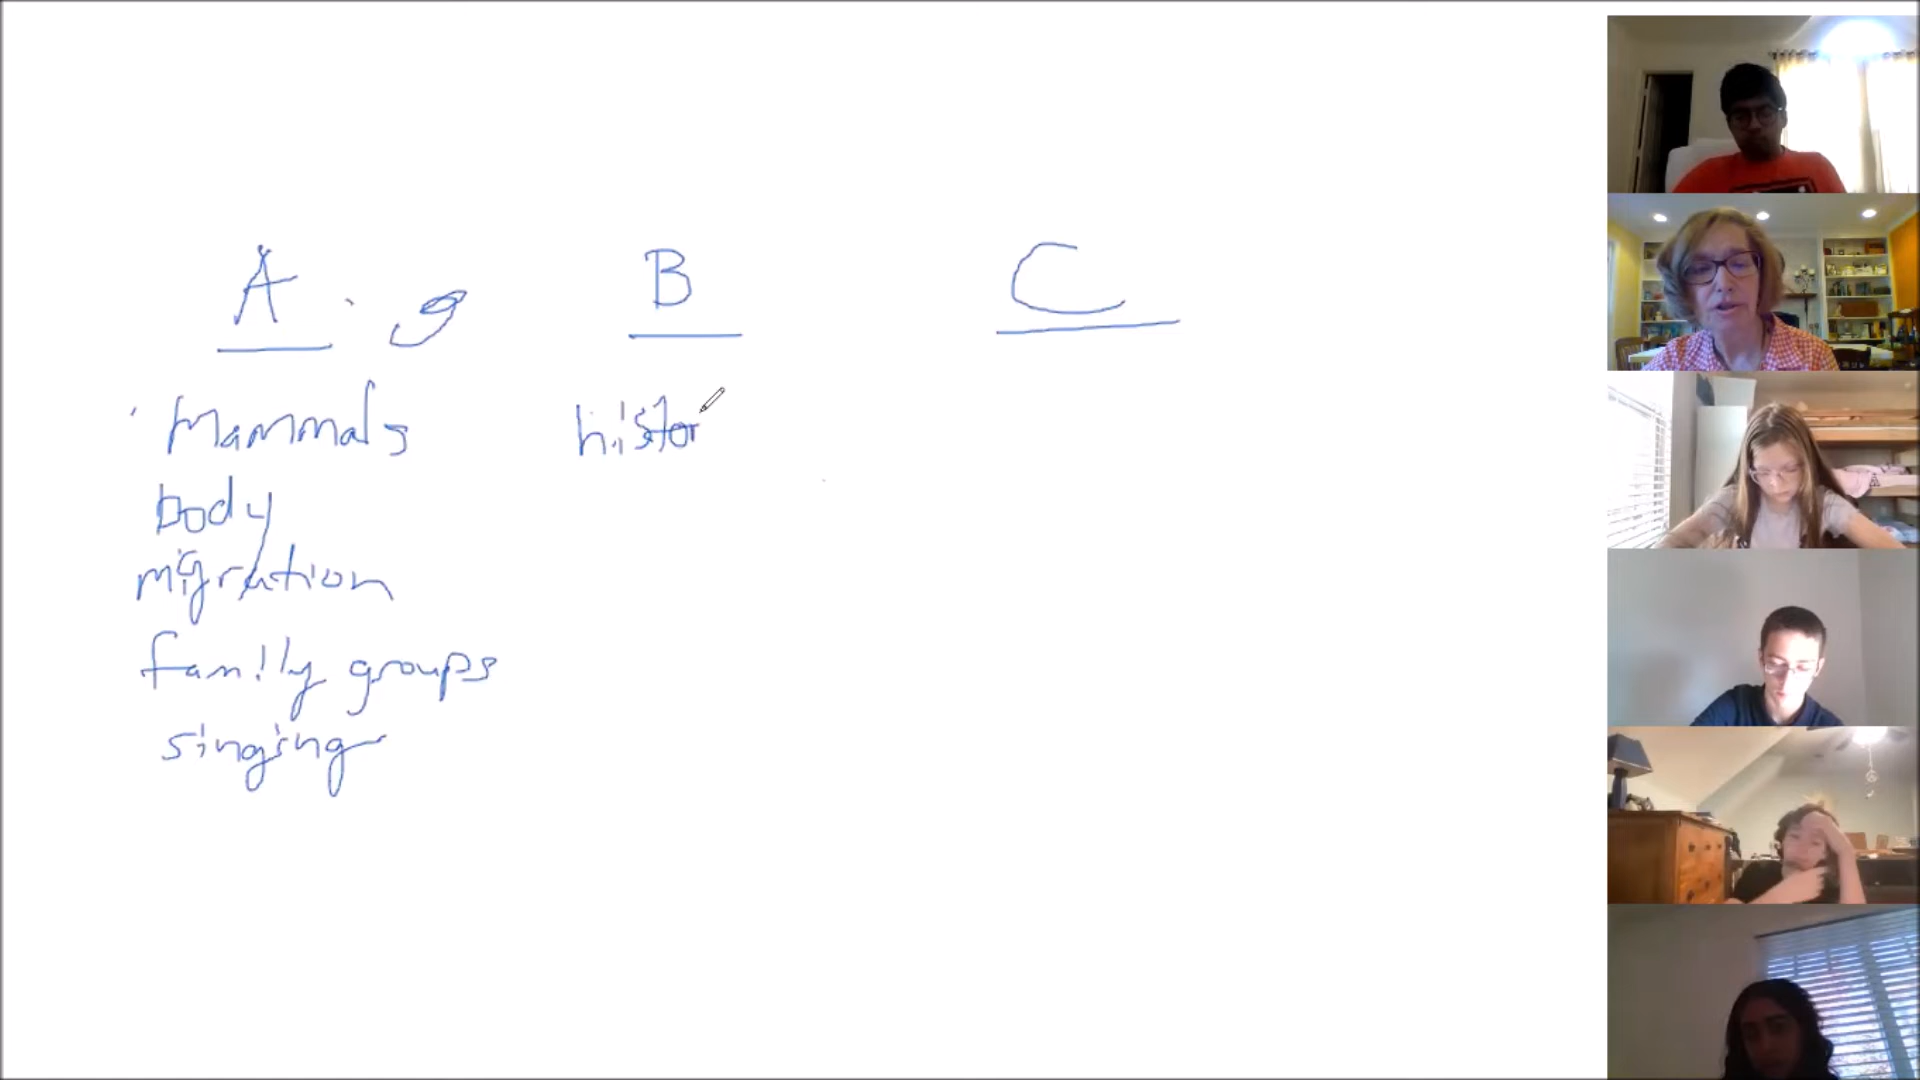 A B C
Mammals histor
body
migration
family groups
singing